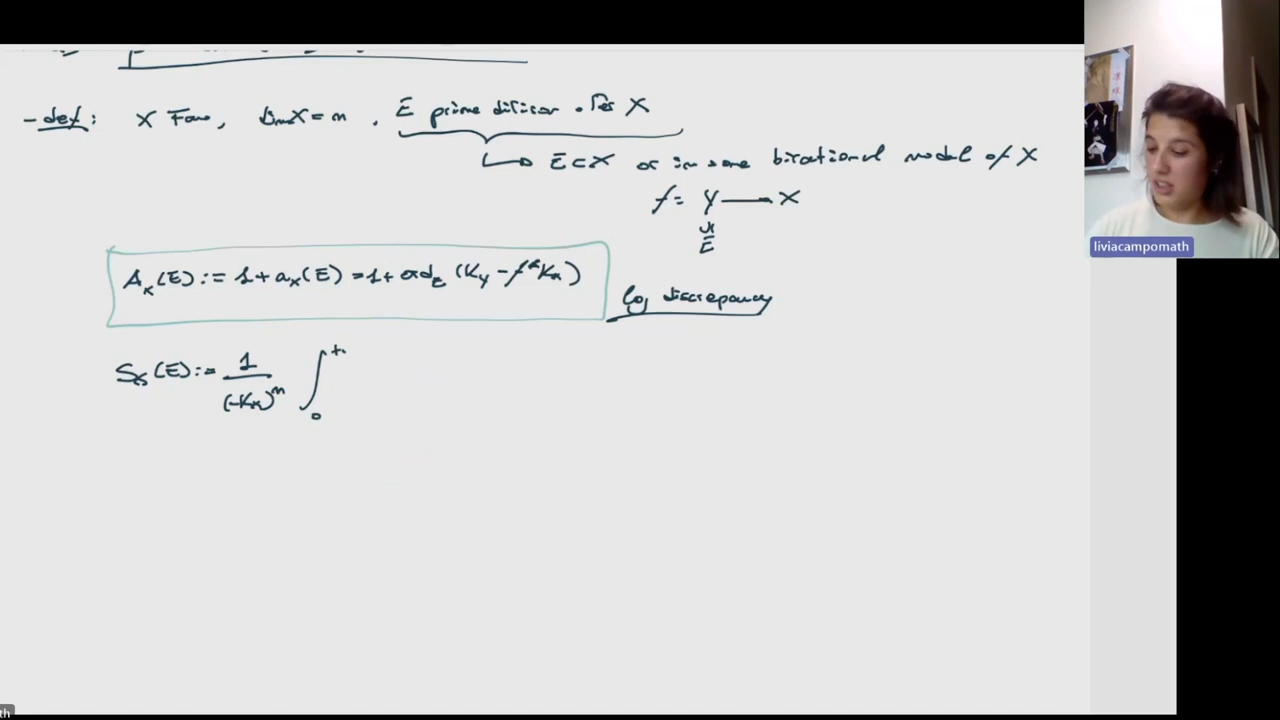 - def: X Fano, dim X = n, E prime divisor over X
↳ E⊂X or in some birational model of X
f: Y → X
∪
E
A_X(E) := 1 + a_X(E) = 1 + ord_E (K_Y - f^*K_X)
log discrepancy
S_X(E) := 1/(-K_X)^n ∫_0^+
liviacampomath
th